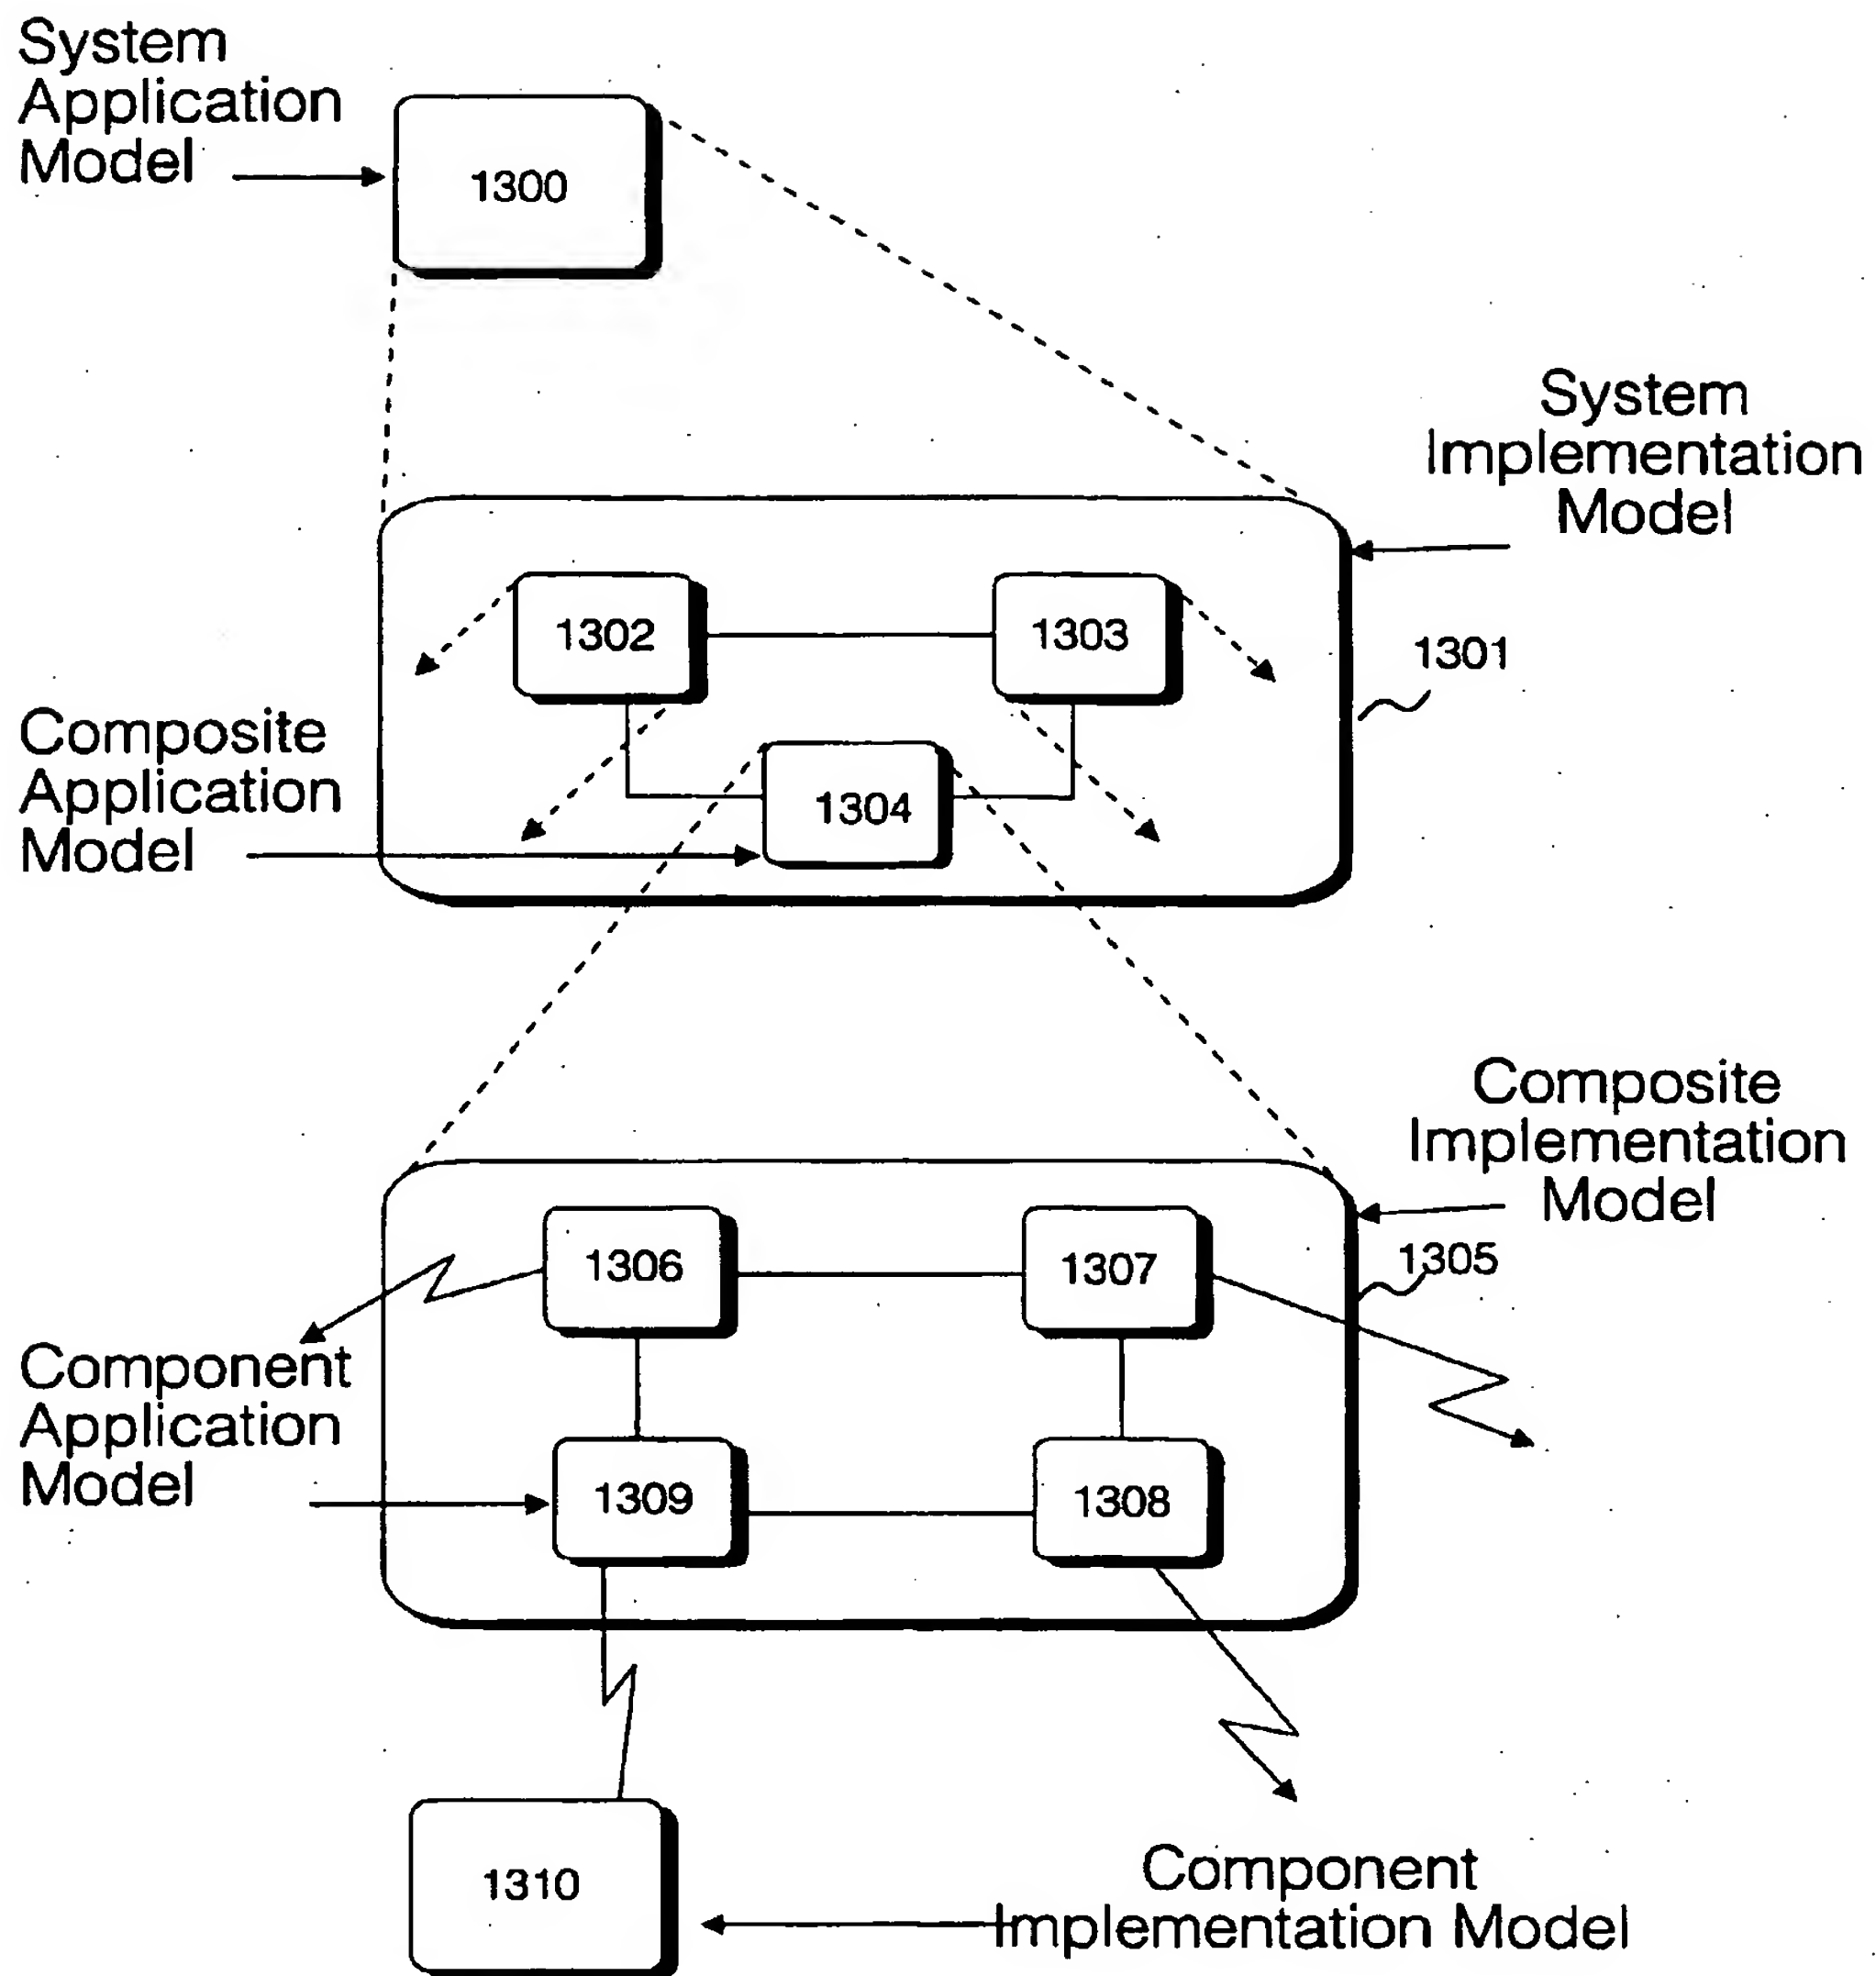 System
Application
Model
1300
System
Implementation
Model
1302
1303
1301
Composite
Application
Model
1304
Composite
Implementation
Model
1305
1306
1307
Component
Application
Model
1309
1308
1310
Component
Implementation Model